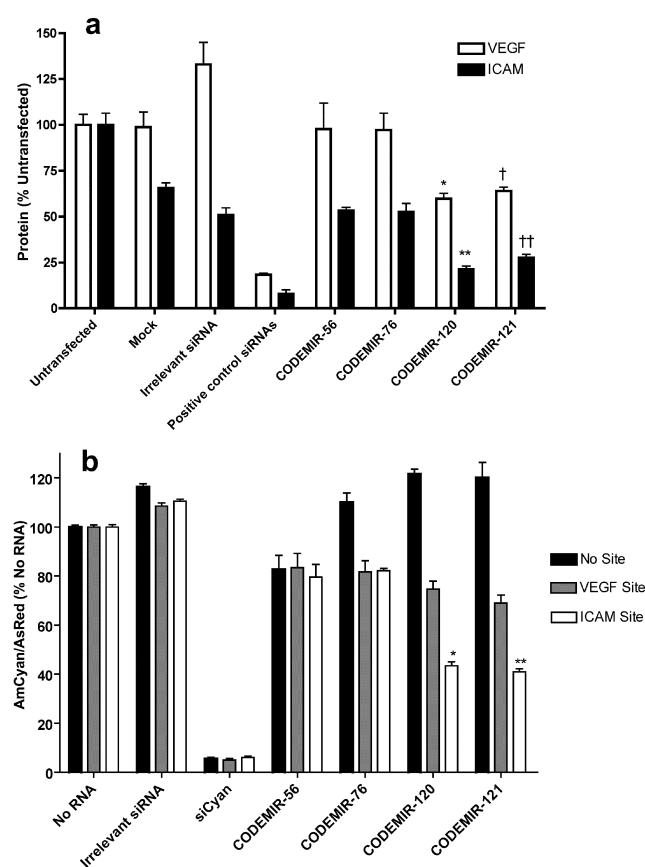 a
150
125
100
75
50
25
0
Protein (% Untransfected)
VEGF
ICAM
*
**
†
††
Untransfected
Mock
Irrelevant siRNA
Positive control siRNAs
CODEMIR-56
CODEMIR-76
CODEMIR-120
CODEMIR-121
b
120
100
80
60
40
20
0
AmCyan/AsRed (% No RNA)
No Site
VEGF Site
ICAM Site
*
**
No RNA
Irrelevant siRNA
siCyan
CODEMIR-56
CODEMIR-76
CODEMIR-120
CODEMIR-121